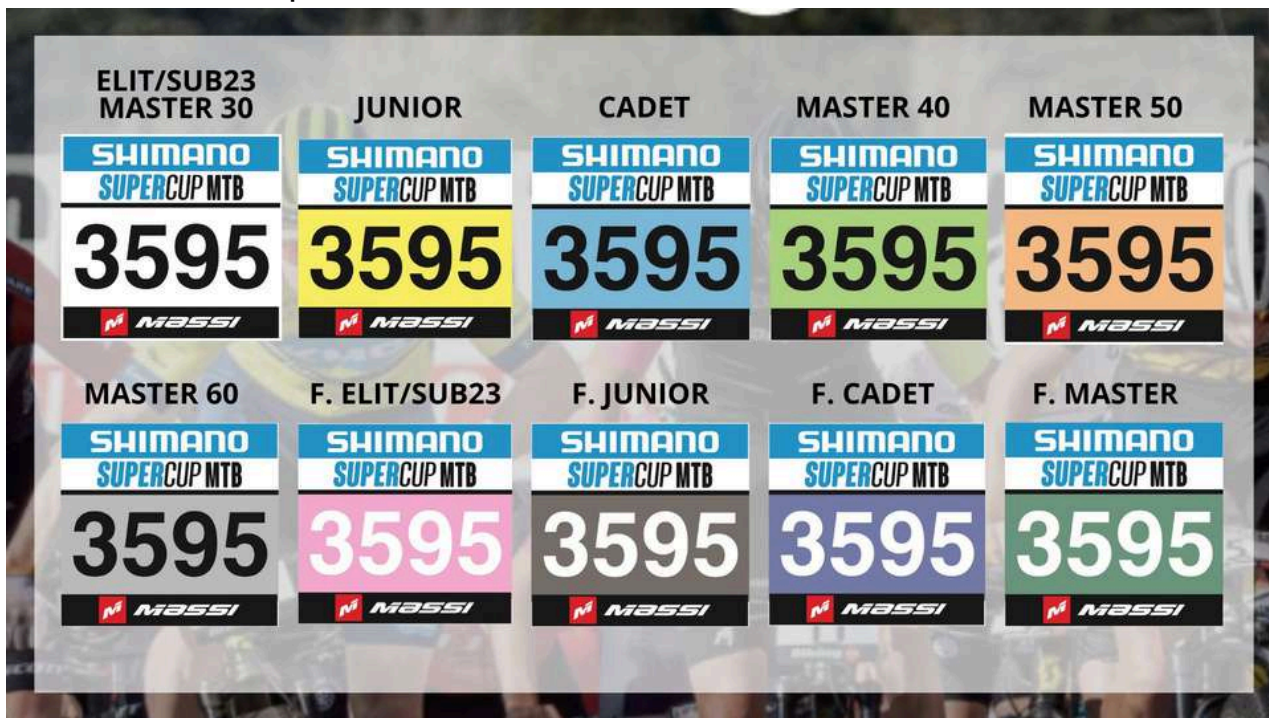 ELIT/SUB23
MASTER 30
JUNIOR
CADET
MASTER 40
MASTER 50
SHIMANO
SUPERCUP MTB
3595
MASSI
SHIMANO
SUPERCUP MTB
3595
MASSI
SHIMANO
SUPERCUP MTB
3595
MASSI
SHIMANO
SUPERCUP MTB
3595
MASSI
SHIMANO
SUPERCUP MTB
3595
MASSI
MASTER 60
F. ELIT/SUB23
F. JUNIOR
F. CADET
F. MASTER
SHIMANO
SUPERCUP MTB
3595
MASSI
SHIMANO
SUPERCUP MTB
3595
MASSI
SHIMANO
SUPERCUP MTB
3595
MASSI
SHIMANO
SUPERCUP MTB
3595
MASSI
SHIMANO
SUPERCUP MTB
3595
MASSI